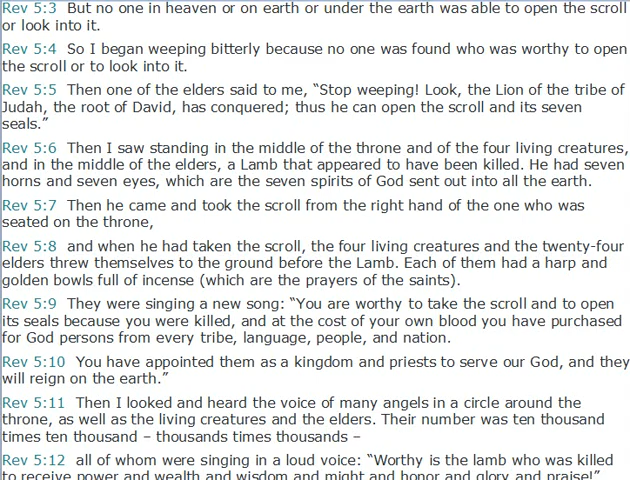 Rev 5:3 But no one in heaven or on earth or under the earth was able to open the scroll
or look into it.
Rev 5:4 So I began weeping bitterly because no one was found who was worthy to open
the scroll or to look into it.
Rev 5:5 Then one of the elders said to me, “Stop weeping! Look, the Lion of the tribe of
Judah, the root of David, has conquered; thus he can open the scroll and its seven
seals.”
Rev 5:6 Then I saw standing in the middle of the throne and of the four living creatures,
and in the middle of the elders, a Lamb that appeared to have been killed. He had seven
horns and seven eyes, which are the seven spirits of God sent out into all the earth.
Rev 5:7 Then he came and took the scroll from the right hand of the one who was
seated on the throne,
Rev 5:8 and when he had taken the scroll, the four living creatures and the twenty-four
elders threw themselves to the ground before the Lamb. Each of them had a harp and
golden bowls full of incense (which are the prayers of the saints).
Rev 5:9 They were singing a new song: “You are worthy to take the scroll and to open
its seals because you were killed, and at the cost of your own blood you have purchased
for God persons from every tribe, language, people, and nation.
Rev 5:10 You have appointed them as a kingdom and priests to serve our God, and they
will reign on the earth.”
Rev 5:11 Then I looked and heard the voice of many angels in a circle around the
throne, as well as the living creatures and the elders. Their number was ten thousand
times ten thousand – thousands times thousands –
Rev 5:12 all of whom were singing in a loud voice: “Worthy is the lamb who was killed
to receive power and wealth and wisdom and might and honor and glory and praise!”